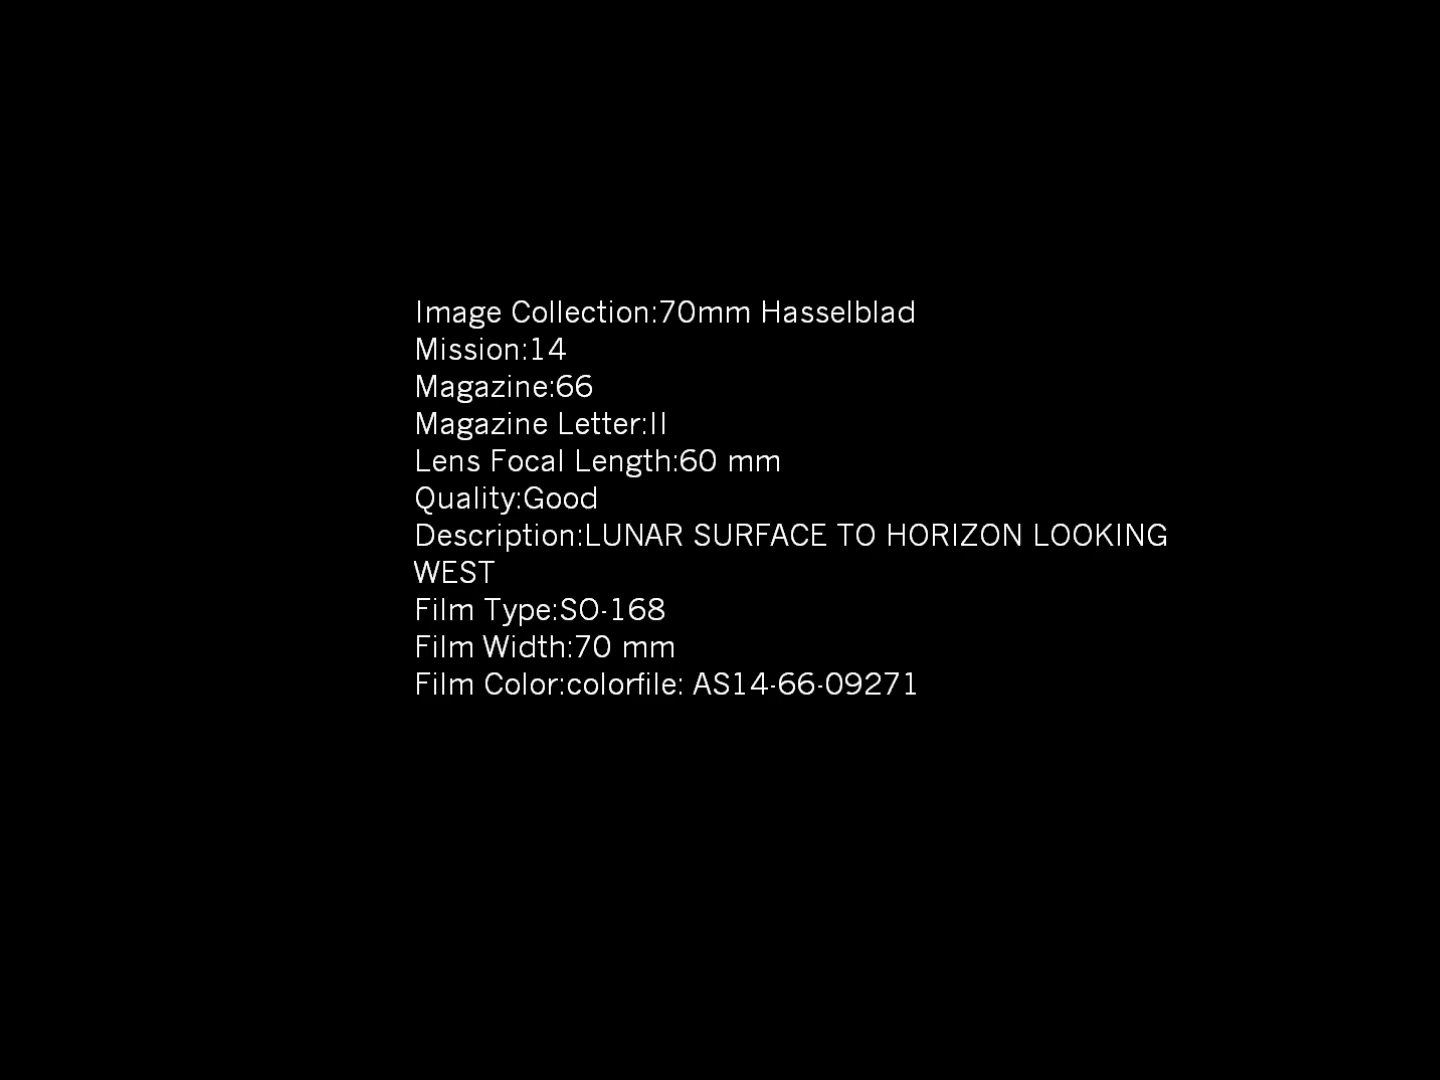 Image Collection:70mm Hasselblad
Mission:14
Magazine:66
Magazine Letter:II
Lens Focal Length:60 mm
Quality:Good
Description:LUNAR SURFACE TO HORIZON LOOKING
WEST
Film Type:SO-168
Film Width:70 mm
Film Color:colorfile: AS14-66-09271